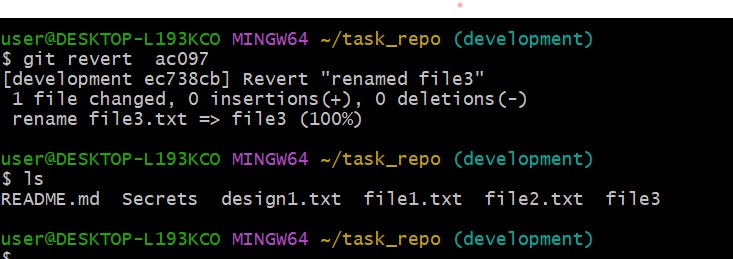 user@DESKTOP-L193KCO MINGW64 ~/task_repo (development)
$ git revert  ac097
[development ec738cb] Revert "renamed file3"
 1 file changed, 0 insertions(+), 0 deletions(-)
 rename file3.txt => file3 (100%)
user@DESKTOP-L193KCO MINGW64 ~/task_repo (development)
$ ls
README.md  Secrets  design1.txt  file1.txt  file2.txt  file3
user@DESKTOP-L193KCO MINGW64 ~/task_repo (development)
$